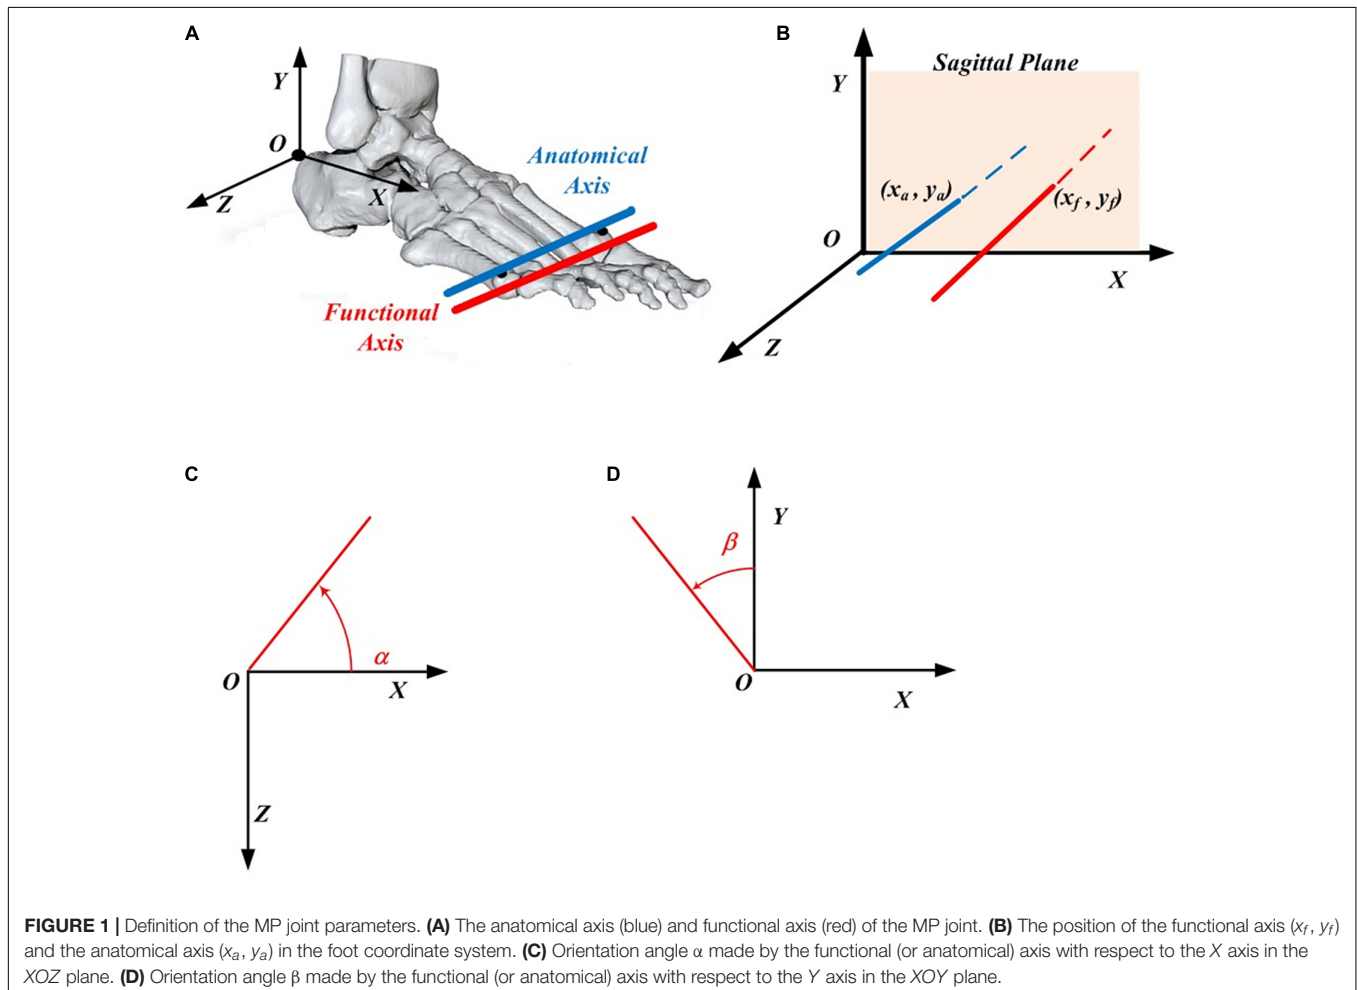 A
Y
O
X
Z
Anatomical
Axis
Functional
Axis
B
Sagittal Plane
Y
(xₐ, yₐ)
(x_f, y_f)
O
X
Z
C
α
O
X
Z
D
Y
β
O
X
FIGURE 1 | Definition of the MP joint parameters. (A) The anatomical axis (blue) and functional axis (red) of the MP joint. (B) The position of the functional axis (x_f, y_f)
and the anatomical axis (xₐ, yₐ) in the foot coordinate system. (C) Orientation angle α made by the functional (or anatomical) axis with respect to the X axis in the
XOZ plane. (D) Orientation angle β made by the functional (or anatomical) axis with respect to the Y axis in the XOY plane.